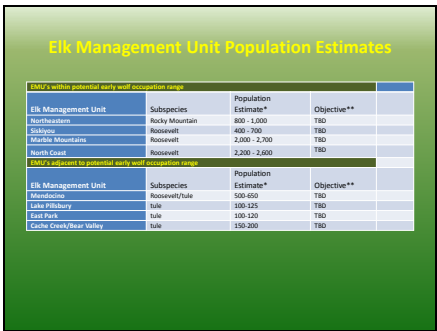 Elk Management Unit Population Estimates
EMU's within potential early wolf occupation range
Elk Management Unit Subspecies Population Estimate* Objective**
Northeastern Rocky Mountain 800 - 1,000 TBD
Siskiyou Roosevelt 400 - 700 TBD
Marble Mountains Roosevelt 2,000 - 2,700 TBD
North Coast Roosevelt 2,200 - 2,600 TBD
EMU's adjacent to potential early wolf occupation range
Elk Management Unit Subspecies Population Estimate* Objective**
Mendocino Roosevelt/tule 500-650 TBD
Lake Pillsbury tule 100-125 TBD
East Park tule 100-120 TBD
Cache Creek/Bear Valley tule 150-200 TBD